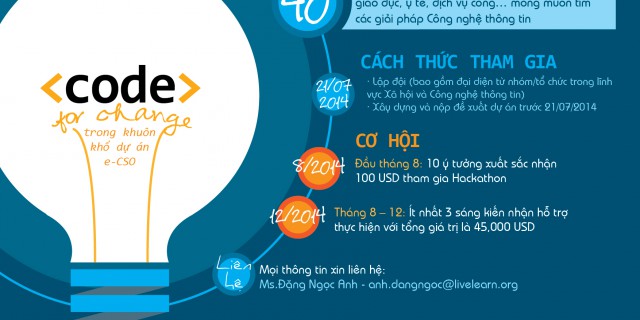 40
giáo dục, y tế, dịch vụ công... mong muốn tìm
các giải pháp Công nghệ thông tin
<code>
for change
trong khuôn
khổ dự án
e-CSO
CÁCH THỨC THAM GIA
21/07
2014
· Lập đội (bao gồm đại diện từ nhóm/tổ chức trong lĩnh
vực Xã hội và Công nghệ thông tin)
· Xây dựng và nộp đề xuất dự án trước 21/07/2014
CƠ HỘI
8/2014
Đầu tháng 8: 10 ý tưởng xuất sắc nhận
100 USD tham gia Hackathon
12/2014
Tháng 8 – 12: Ít nhất 3 sáng kiến nhận hỗ trợ
thực hiện với tổng giá trị là 45,000 USD
Liên
hệ
Mọi thông tin xin liên hệ:
Ms.Đặng Ngọc Anh - anh.dangngoc@livelearn.org